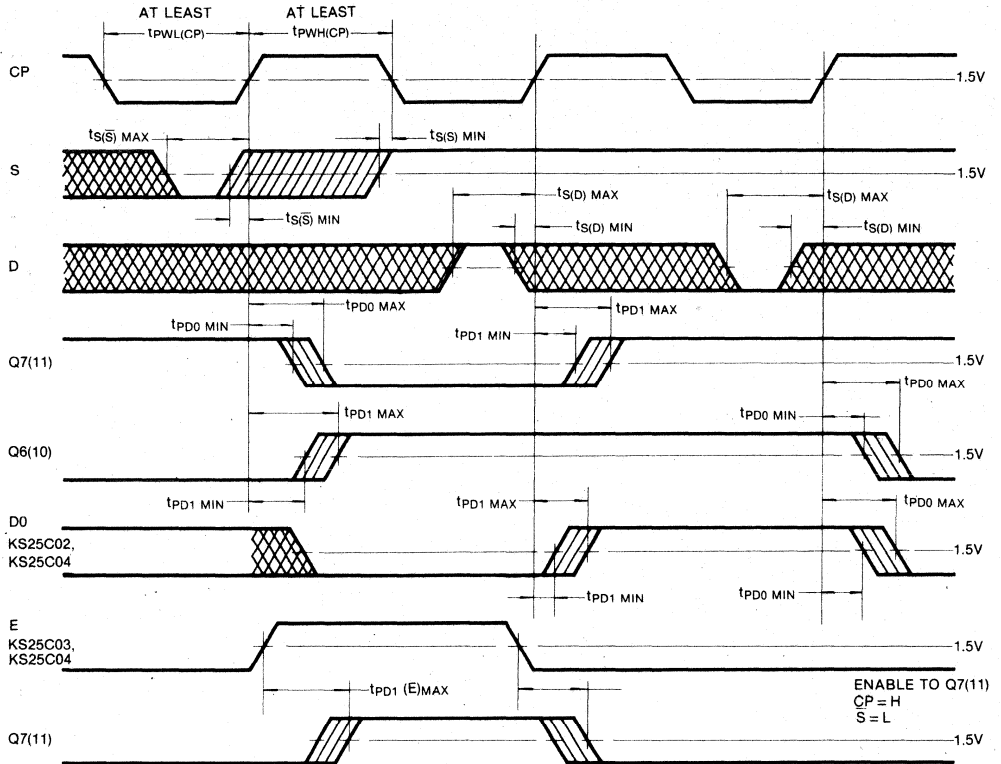 AT LEAST
tPWL(CP)
AT LEAST
tPWH(CP)
CP
1.5V
tS(S̅) MAX
tS(S) MIN
S
1.5V
tS(S̅) MIN
tS(D) MAX
tS(D) MAX
tS(D) MIN
tS(D) MIN
D
tPD0 MAX
tPD1 MAX
tPD0 MIN
tPD1 MIN
Q7(11)
1.5V
tPD0 MAX
tPD1 MAX
tPD0 MIN
Q6(10)
1.5V
tPD1 MIN
tPD1 MAX
tPD0 MAX
D0
KS25C02,
KS25C04
1.5V
tPD1 MIN
tPD0 MIN
E
KS25C03,
KS25C04
1.5V
tPD1 (E)MAX
ENABLE TO Q7(11)
CP = H
S̅ = L
Q7(11)
1.5V